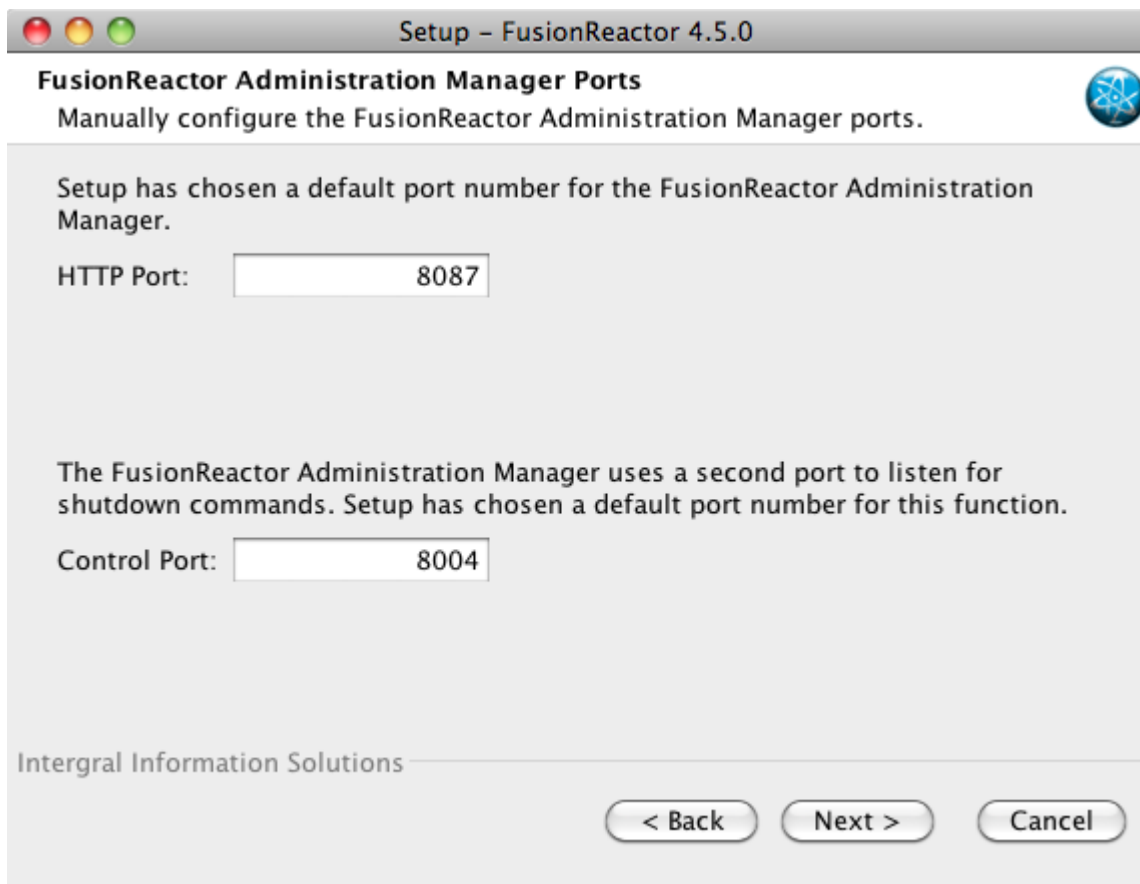 Setup – FusionReactor 4.5.0
FusionReactor Administration Manager Ports
Manually configure the FusionReactor Administration Manager ports.
Setup has chosen a default port number for the FusionReactor Administration
Manager.
HTTP Port: 8087
The FusionReactor Administration Manager uses a second port to listen for
shutdown commands. Setup has chosen a default port number for this function.
Control Port: 8004
Intergral Information Solutions
< Back Next > Cancel